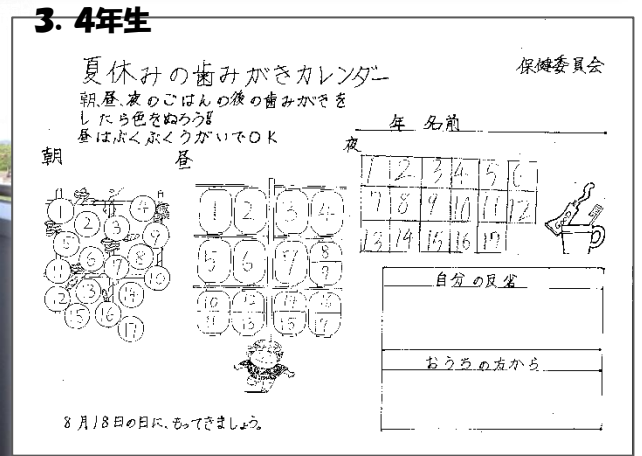 3. 4年生
夏休みの歯みがきカレンダー
保健委員会
朝、昼、夜のごはんの後の歯みがきを
したら色をぬろう!!
昼はぶくぶくうがいでOK
年 名前
朝
昼
夜
1 2 3 4
5 6 7 8 9
10 11 12 13 14
15 16 17
1 2 3 4
5 6 7 8 9
10 12 14 16
11 13 15 17
1 2 3 4 5 6
7 8 9 10 11 12
13 14 15 16 17
自分の反省
おうちの方から
8月18日の日に、もってきましょう。